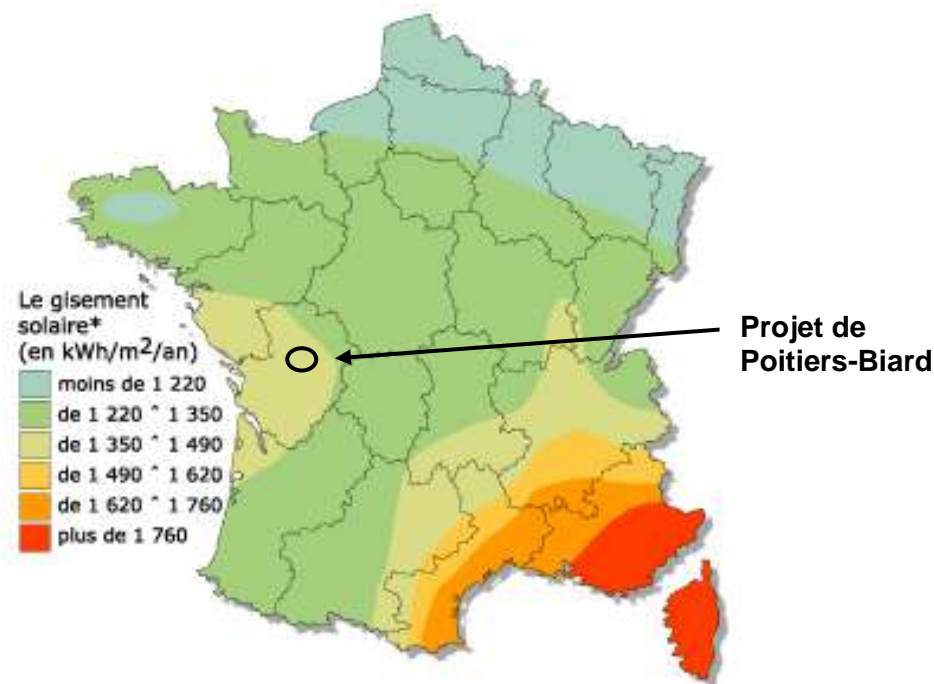 Le gisement
solaire*
(en kWh/m2/an)
moins de 1 220
de 1 220 ˆ 1 350
de 1 350 ˆ 1 490
de 1 490 ˆ 1 620
de 1 620 ˆ 1 760
plus de 1 760
Projet de
Poitiers-Biard